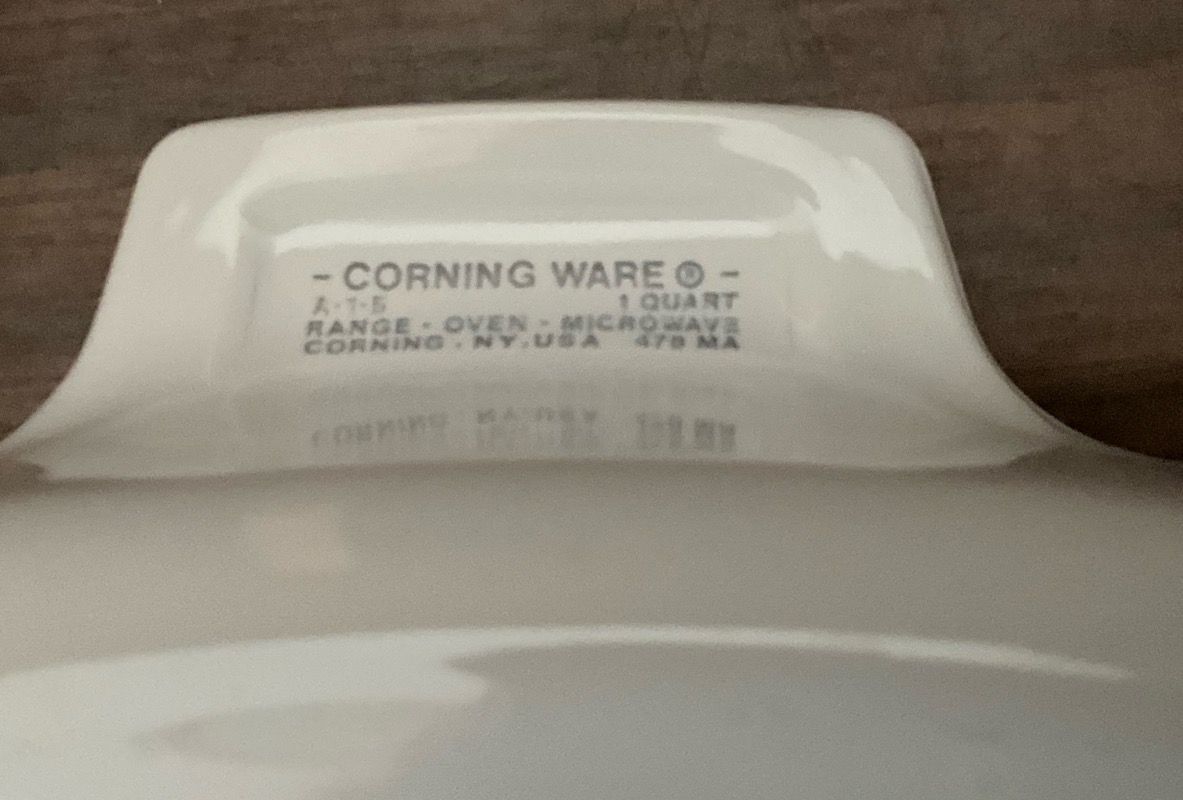 - CORNING WARE ® -
A-1-B 1 QUART
RANGE - OVEN - MICROWAVE
CORNING . NY. USA 478 MA